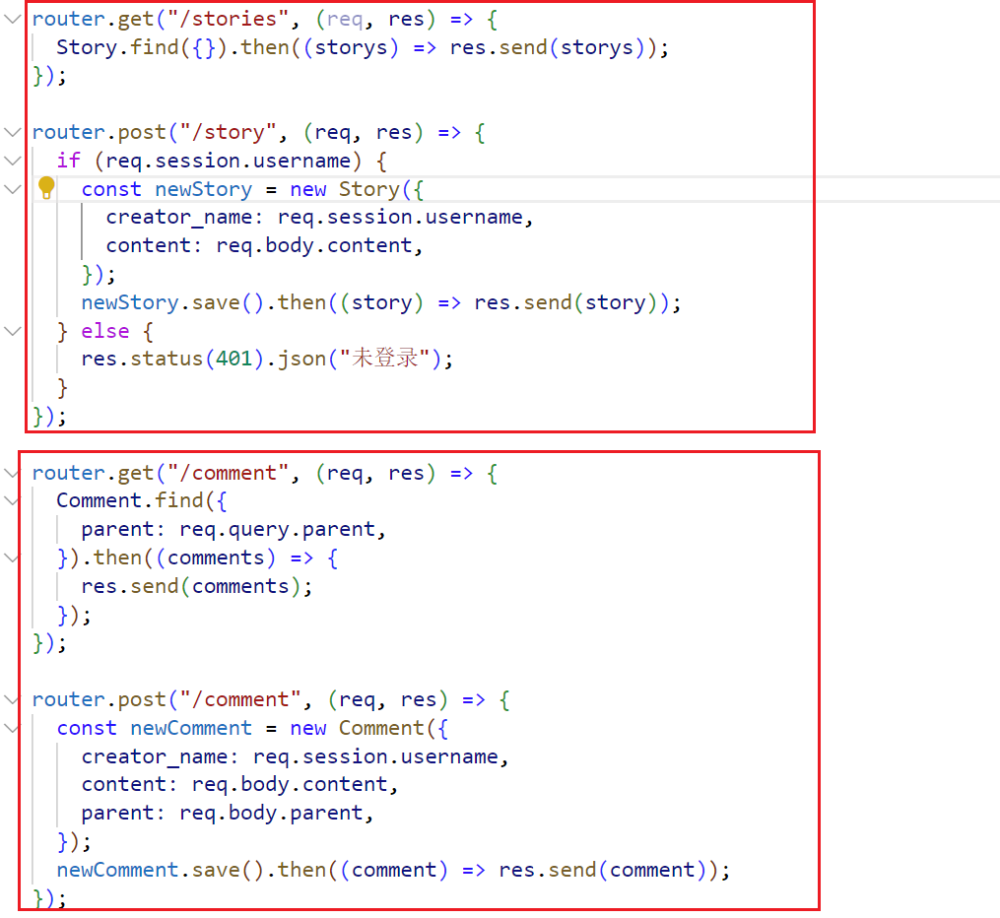 router.get("/stories", (req, res) => {
  Story.find({}).then((storys) => res.send(storys));
});

router.post("/story", (req, res) => {
  if (req.session.username) {
    const newStory = new Story({
      creator_name: req.session.username,
      content: req.body.content,
    });
    newStory.save().then((story) => res.send(story));
  } else {
    res.status(401).json("未登录");
  }
});

router.get("/comment", (req, res) => {
  Comment.find({
    parent: req.query.parent,
  }).then((comments) => {
    res.send(comments);
  });
});

router.post("/comment", (req, res) => {
  const newComment = new Comment({
    creator_name: req.session.username,
    content: req.body.content,
    parent: req.body.parent,
  });
  newComment.save().then((comment) => res.send(comment));
});